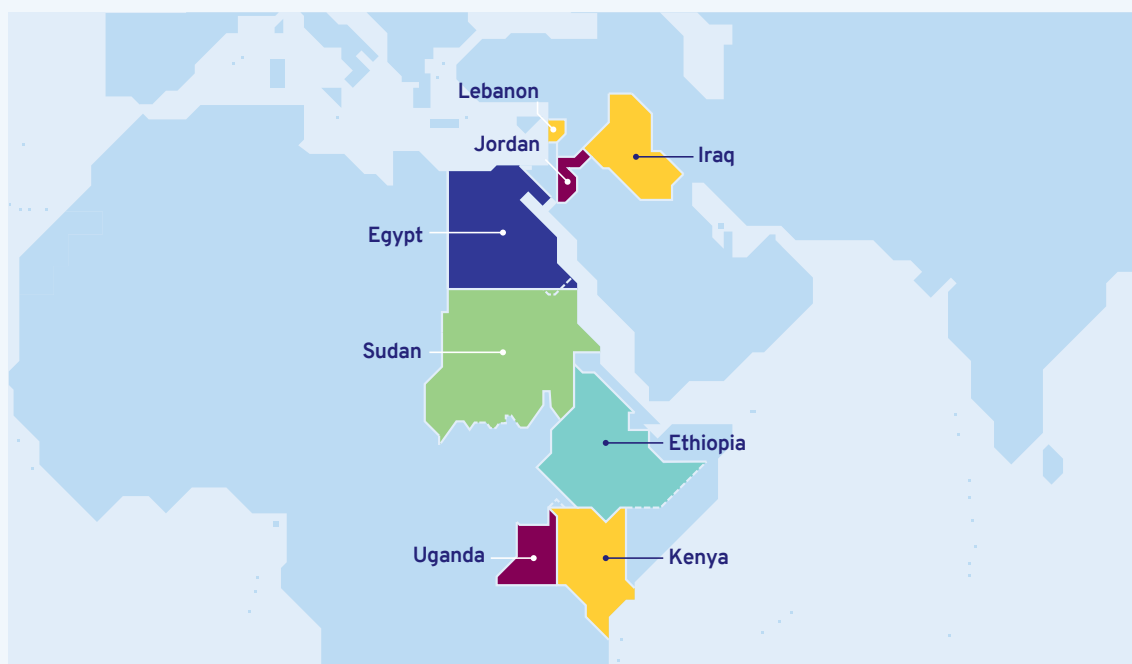 Lebanon
Jordan
Iraq
Egypt
Sudan
Ethiopia
Uganda
Kenya